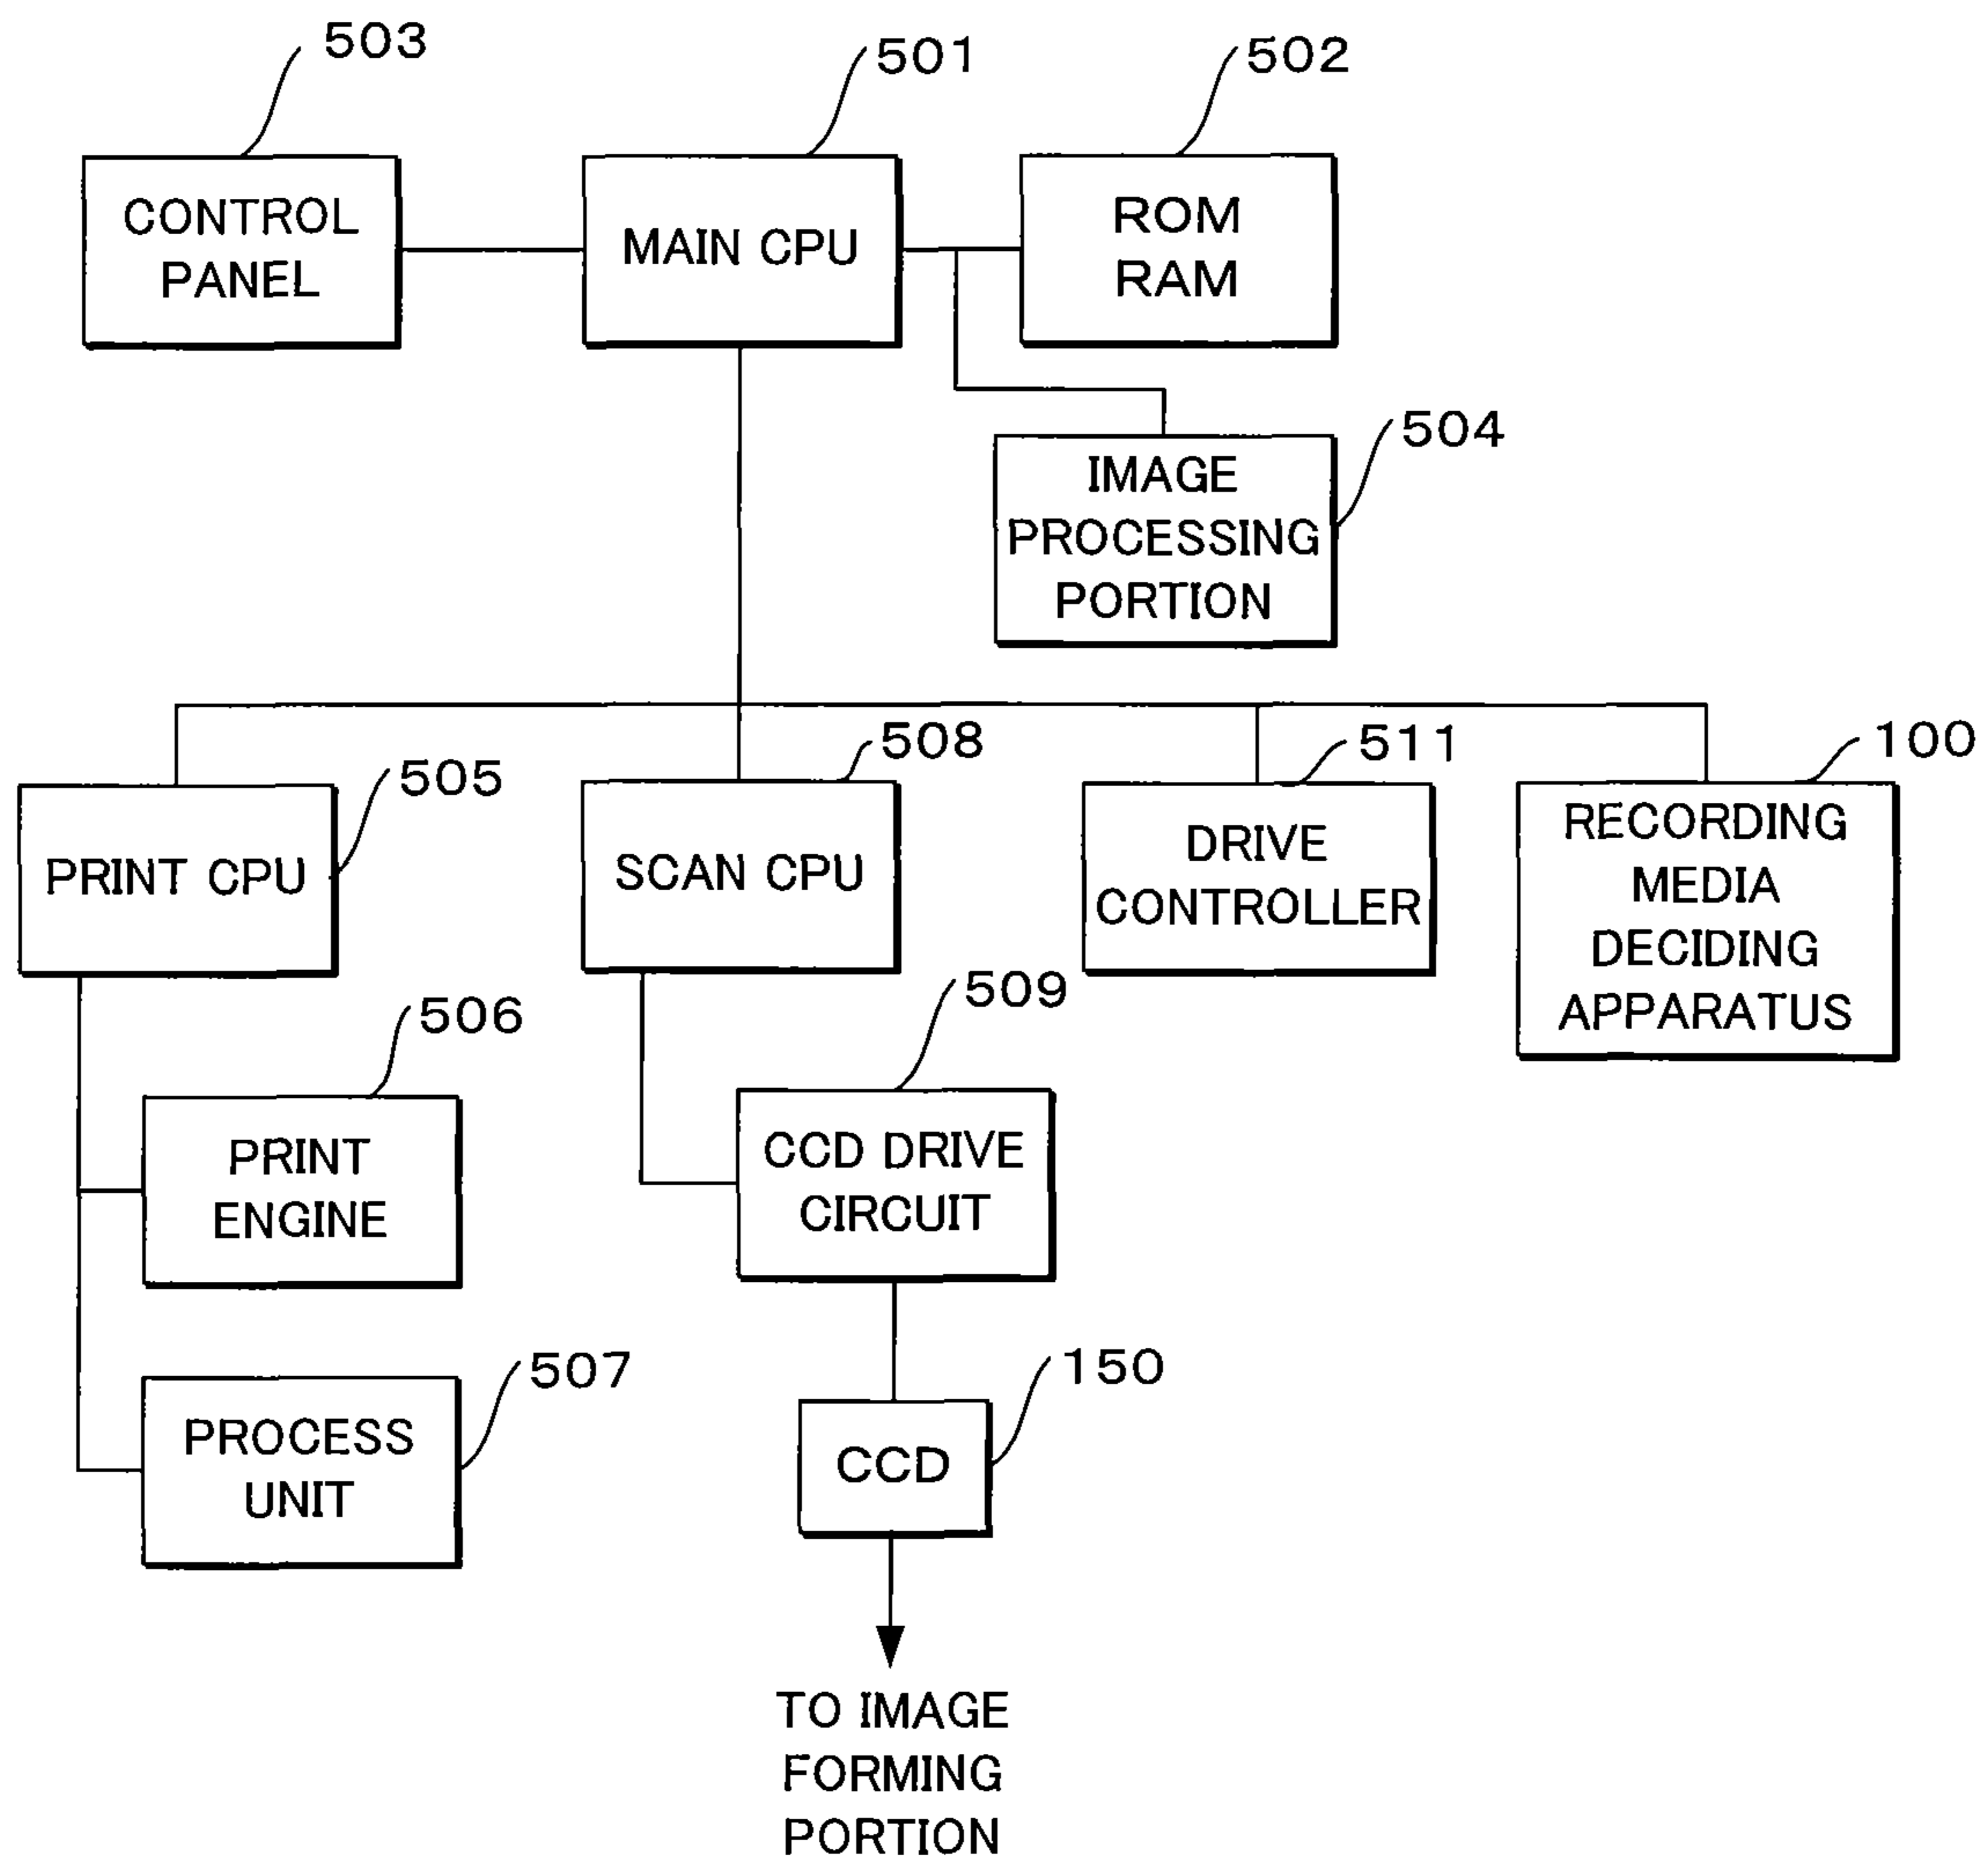 503
501
502
CONTROL
PANEL
MAIN CPU
ROM
RAM
504
IMAGE
PROCESSING
PORTION
505
PRINT CPU
508
SCAN CPU
511
DRIVE
CONTROLLER
100
RECORDING
MEDIA
DECIDING
APPARATUS
506
PRINT
ENGINE
509
CCD DRIVE
CIRCUIT
507
PROCESS
UNIT
150
CCD
TO IMAGE
FORMING
PORTION